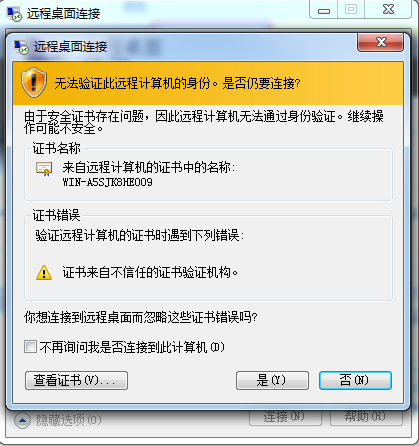 远程桌面连接
远程桌面连接
无法验证此远程计算机的身份。是否仍要连接?
由于安全证书存在问题，因此远程计算机无法通过身份验证。继续操
作可能不安全。
证书名称
来自远程计算机的证书中的名称:
WIN-A5SJK8HE009
证书错误
验证远程计算机的证书时遇到下列错误:
证书来自不信任的证书验证机构。
你想连接到远程桌面而忽略这些证书错误吗?
不再询问我是否连接到此计算机(D)
查看证书(V)...
是(Y)
否(N)
隐藏选项(O)
连接(N)
帮助(H)